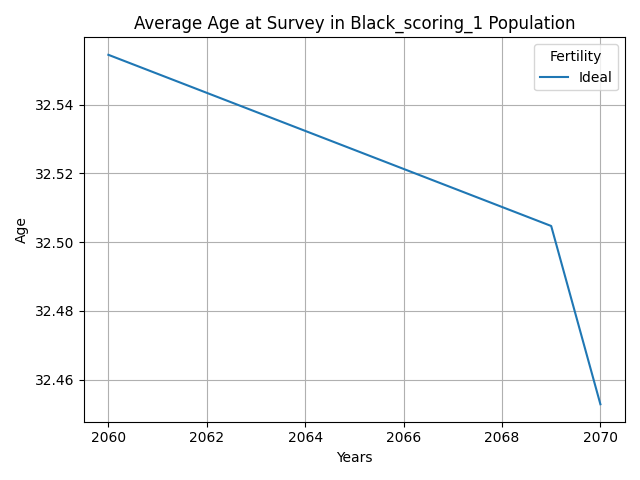 Average Age at Survey in Black_scoring_1 Population
Fertility
Ideal
Age
32.54
32.52
32.50
32.48
32.46
2060 2062 2064 2066 2068 2070
Years